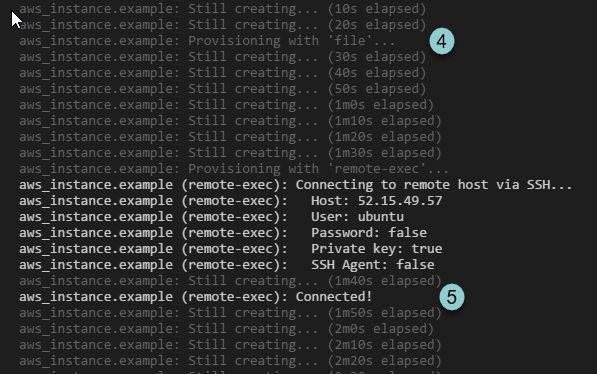 aws_instance.example: Still creating... (10s elapsed)
aws_instance.example: Still creating... (20s elapsed)
aws_instance.example: Provisioning with 'file'... 4
aws_instance.example: Still creating... (30s elapsed)
aws_instance.example: Still creating... (40s elapsed)
aws_instance.example: Still creating... (50s elapsed)
aws_instance.example: Still creating... (1m0s elapsed)
aws_instance.example: Still creating... (1m10s elapsed)
aws_instance.example: Still creating... (1m20s elapsed)
aws_instance.example: Still creating... (1m30s elapsed)
aws_instance.example: Provisioning with 'remote-exec'...
aws_instance.example (remote-exec): Connecting to remote host via SSH...
aws_instance.example (remote-exec):   Host: 52.15.49.57
aws_instance.example (remote-exec):   User: ubuntu
aws_instance.example (remote-exec):   Password: false
aws_instance.example (remote-exec):   Private key: true
aws_instance.example (remote-exec):   SSH Agent: false
aws_instance.example: Still creating... (1m40s elapsed)
aws_instance.example (remote-exec): Connected! 5
aws_instance.example: Still creating... (1m50s elapsed)
aws_instance.example: Still creating... (2m0s elapsed)
aws_instance.example: Still creating... (2m10s elapsed)
aws_instance.example: Still creating... (2m20s elapsed)